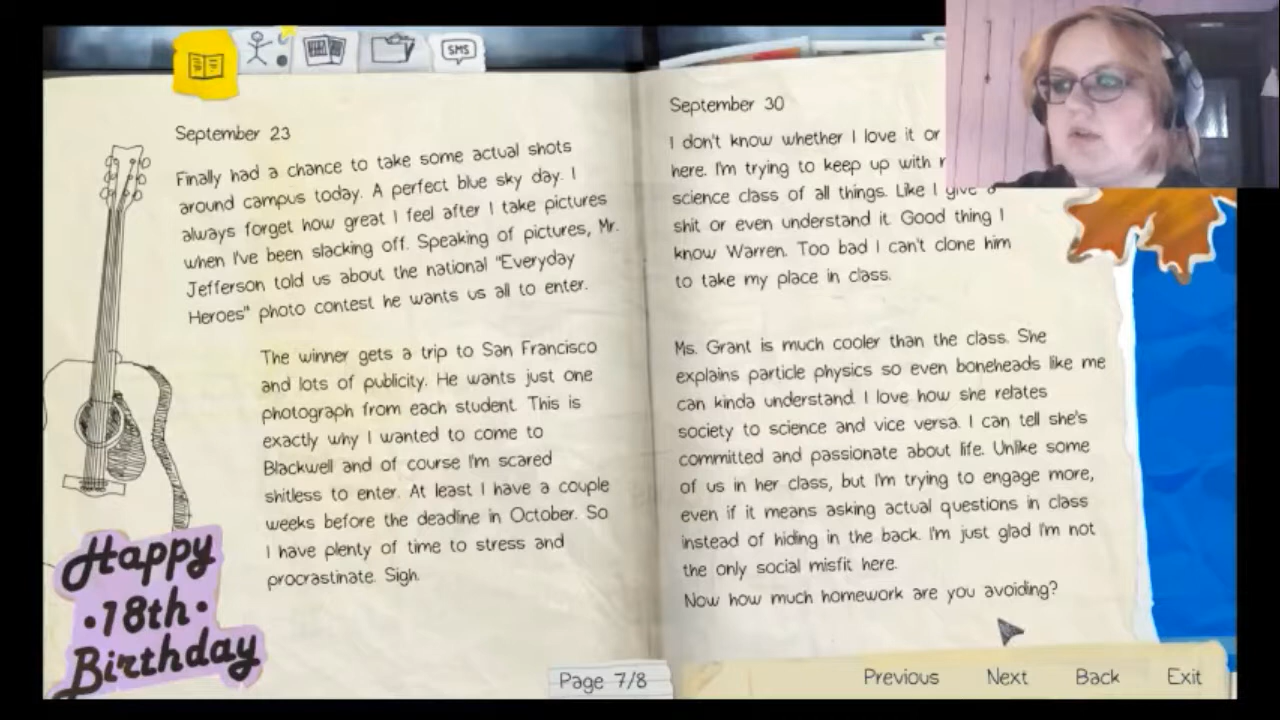 SMS
September 23
Finally had a chance to take some actual shots
around campus today. A perfect blue sky day. I
always forget how great I feel after I take pictures
when I've been slacking off. Speaking of pictures, Mr.
Jefferson told us about the national "Everyday
Heroes" photo contest he wants us all to enter.
The winner gets a trip to San Francisco
and lots of publicity. He wants just one
photograph from each student. This is
exactly why I wanted to come to
Blackwell and of course I'm scared
shitless to enter. At least I have a couple
weeks before the deadline in October. So
I have plenty of time to stress and
procrastinate. Sigh.
Happy
·18th·
Birthday
September 30
I don't know whether I love it or
here. I'm trying to keep up with
science class of all things. Like I give a
shit or even understand it. Good thing I
know Warren. Too bad I can't clone him
to take my place in class.
Ms. Grant is much cooler than the class. She
explains particle physics so even boneheads like me
can kinda understand. I love how she relates
society to science and vice versa. I can tell she's
committed and passionate about life. Unlike some
of us in her class, but I'm trying to engage more,
even if it means asking actual questions in class
instead of hiding in the back. I'm just glad I'm not
the only social misfit here.
Now how much homework are you avoiding?
Page 7/8
Previous Next Back Exit